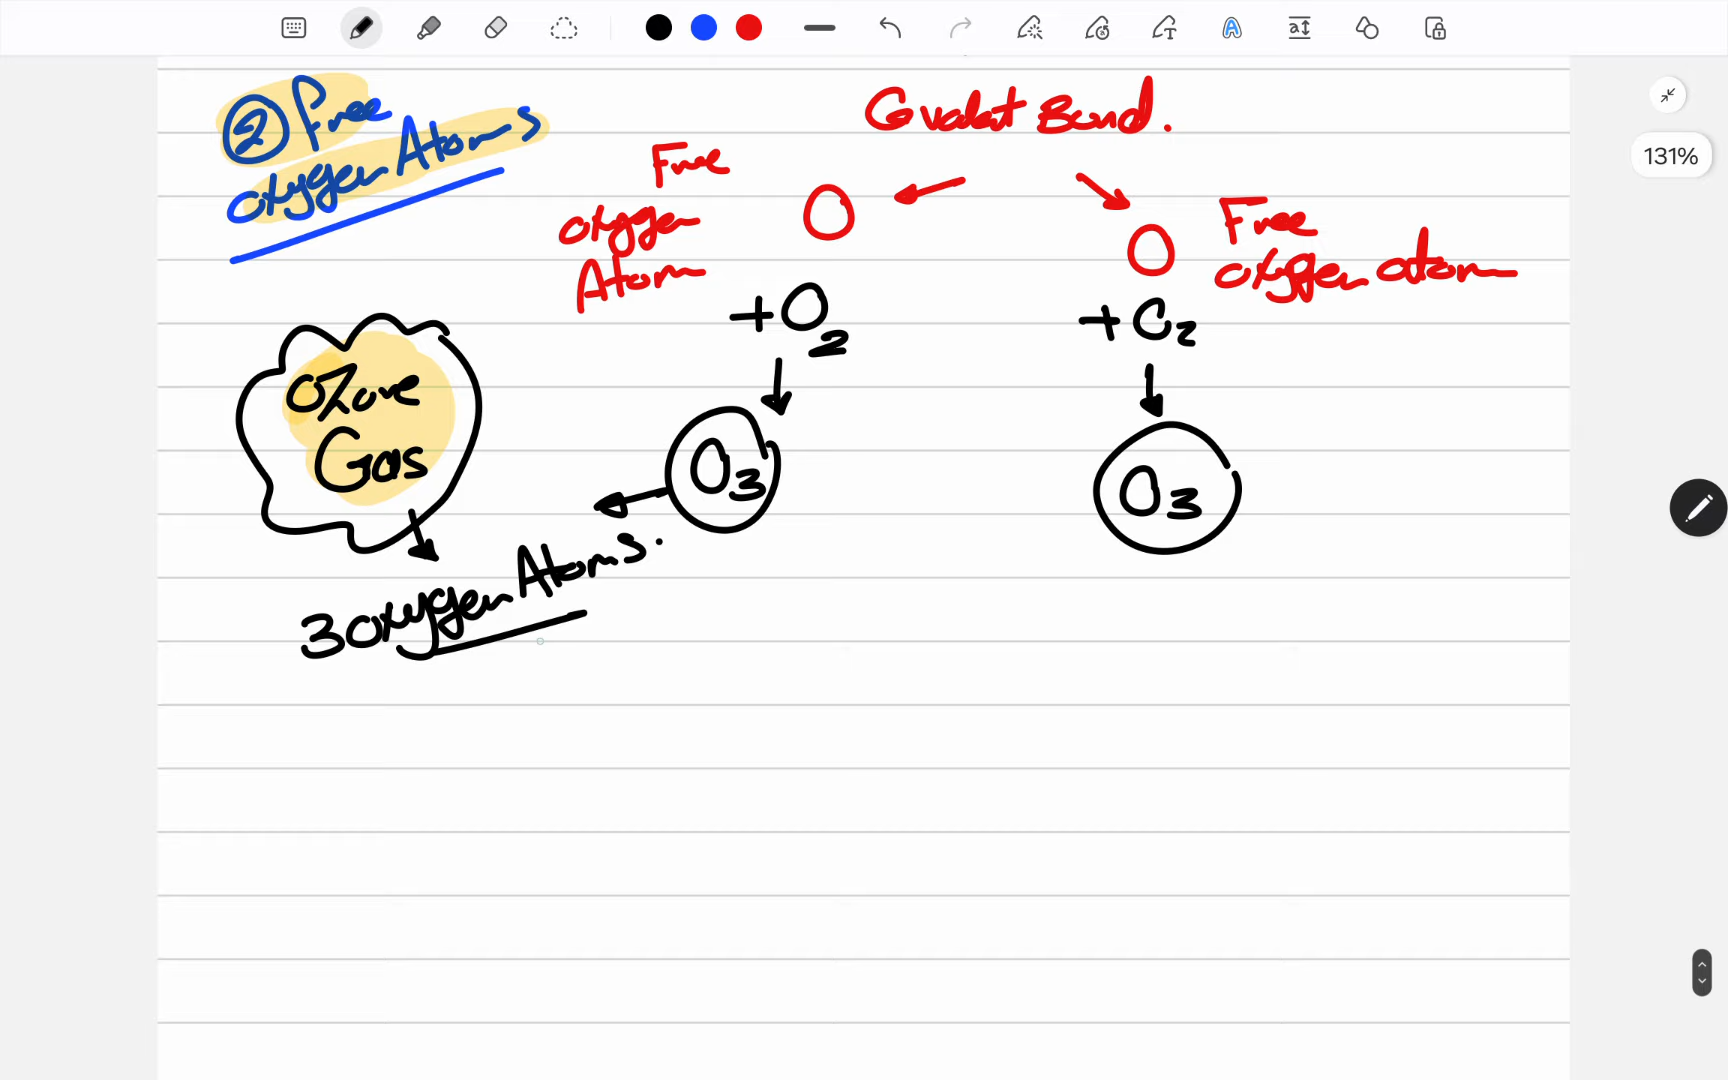 ② Free
oxygen Atoms
Covalent Bond.
Free
oxygen
Atom
O
O
Free
oxygen atom
+O₂
+O₂
Ozone
Gas
O₃
O₃
3 oxygen Atoms.
131%